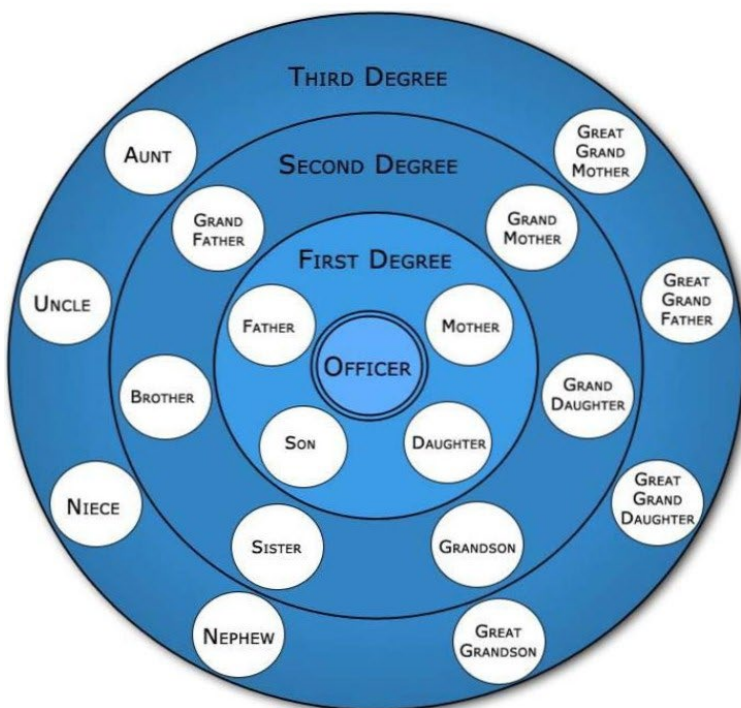 THIRD DEGREE
AUNT
GREAT
GRAND
MOTHER
SECOND DEGREE
GRAND
FATHER
GRAND
MOTHER
FIRST DEGREE
UNCLE
GREAT
GRAND
FATHER
FATHER
MOTHER
OFFICER
BROTHER
GRAND
DAUGHTER
SON
DAUGHTER
NIECE
GREAT
GRAND
DAUGHTER
SISTER
GRANDSON
NEPHEW
GREAT
GRANDSON